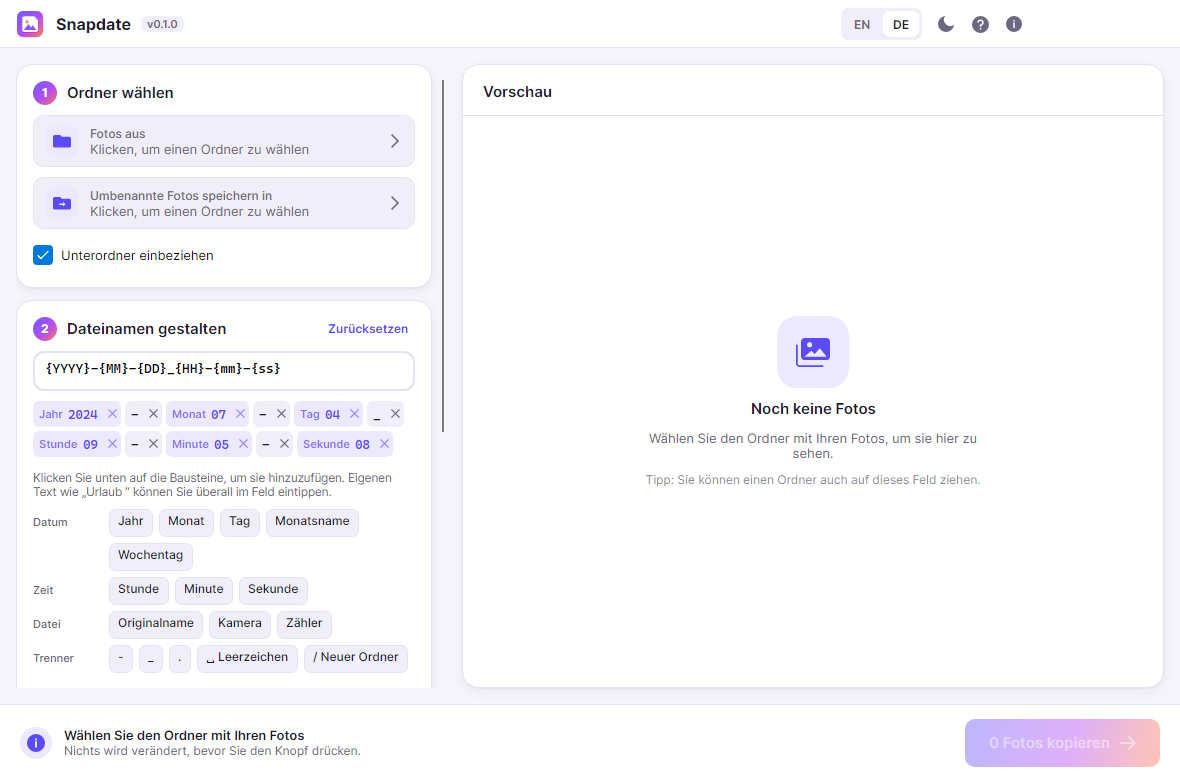 Snapdate v0.1.0
EN DE
1 Ordner wählen
Fotos aus
Klicken, um einen Ordner zu wählen
Umbenannte Fotos speichern in
Klicken, um einen Ordner zu wählen
Unterordner einbeziehen
2 Dateinamen gestalten Zurücksetzen
{YYYY}-{MM}-{DD}_{HH}-{mm}-{ss}
Jahr 2024 × - × Monat 07 × - × Tag 04 × _ ×
Stunde 09 × - × Minute 05 × - × Sekunde 08 ×
Klicken Sie unten auf die Bausteine, um sie hinzuzufügen. Eigenen
Text wie „Urlaub “ können Sie überall im Feld eintippen.
Datum Jahr Monat Tag Monatsname
Wochentag
Zeit Stunde Minute Sekunde
Datei Originalname Kamera Zähler
Trenner - _ . ␣ Leerzeichen / Neuer Ordner
Vorschau
Noch keine Fotos
Wählen Sie den Ordner mit Ihren Fotos, um sie hier zu
sehen.
Tipp: Sie können einen Ordner auch auf dieses Feld ziehen.
Wählen Sie den Ordner mit Ihren Fotos
Nichts wird verändert, bevor Sie den Knopf drücken.
0 Fotos kopieren →